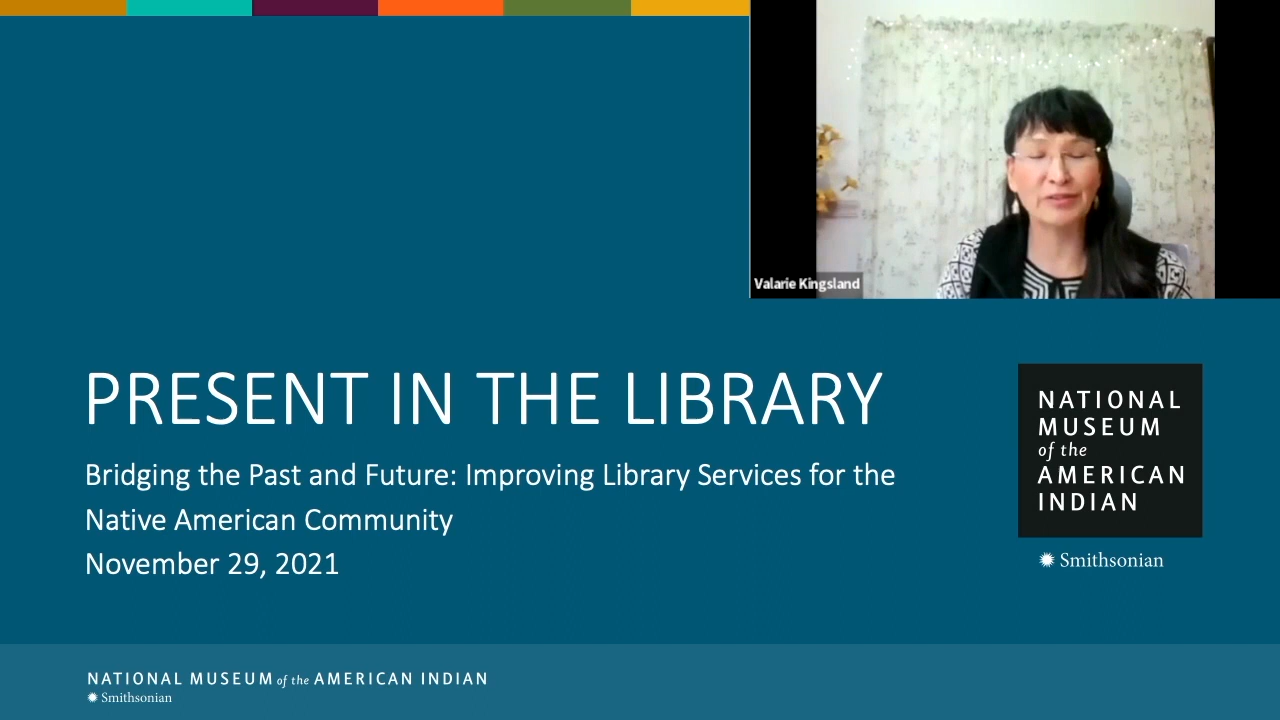 Valarie Kingsland
PRESENT IN THE LIBRARY
Bridging the Past and Future: Improving Library Services for the
Native American Community
November 29, 2021
NATIONAL
MUSEUM
of the
AMERICAN
INDIAN
Smithsonian
NATIONAL MUSEUM of the AMERICAN INDIAN
Smithsonian